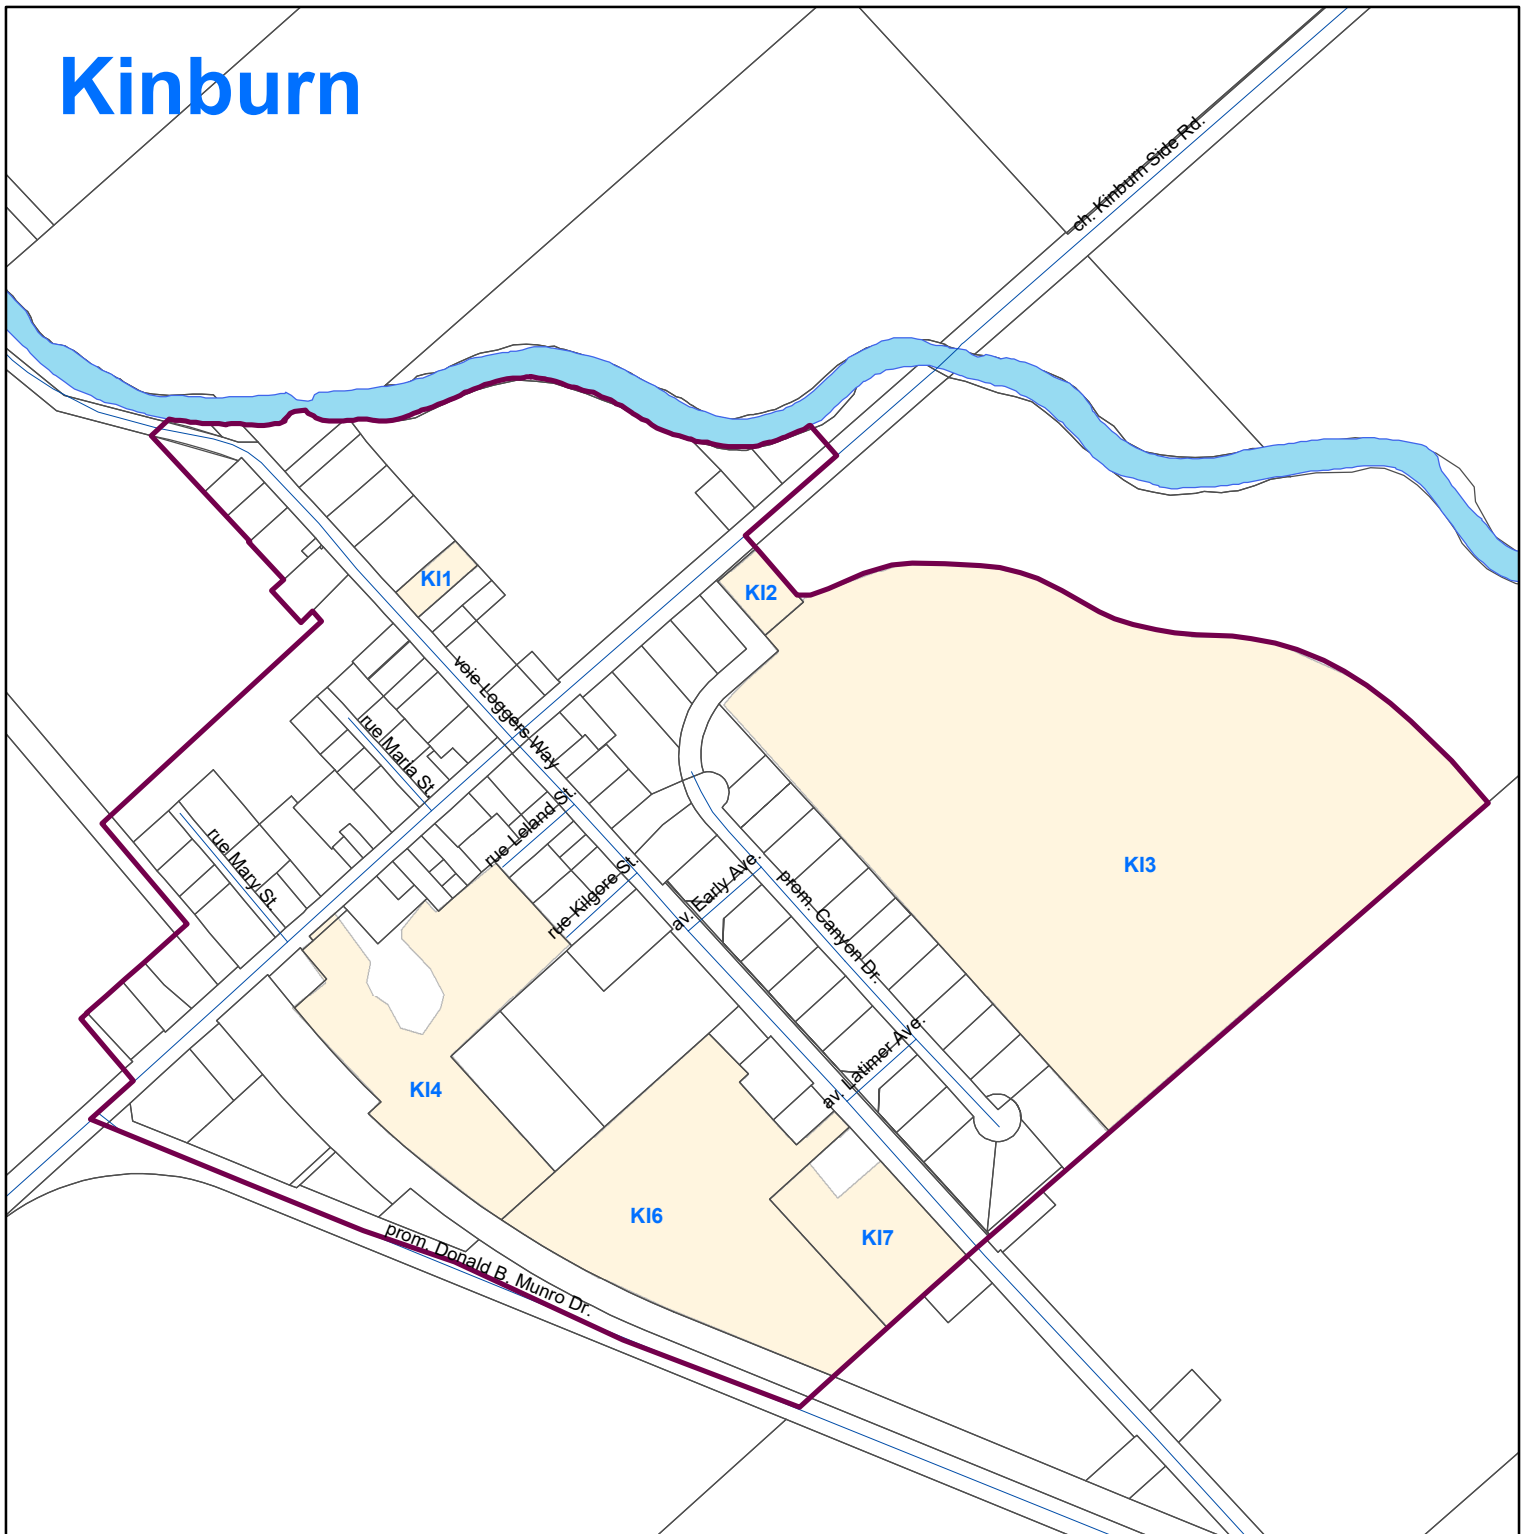 Kinburn
ch. Kinburn Side Rd.
KI1
KI2
voie Loggers Way
rue Marla St.
rue Leland St.
rue Mary St.
rue Kilgore St.
av. Early Ave.
prom. Canyon Dr.
KI3
av. Latimer Ave.
KI4
KI6
KI7
prom. Donald B. Munro Dr.